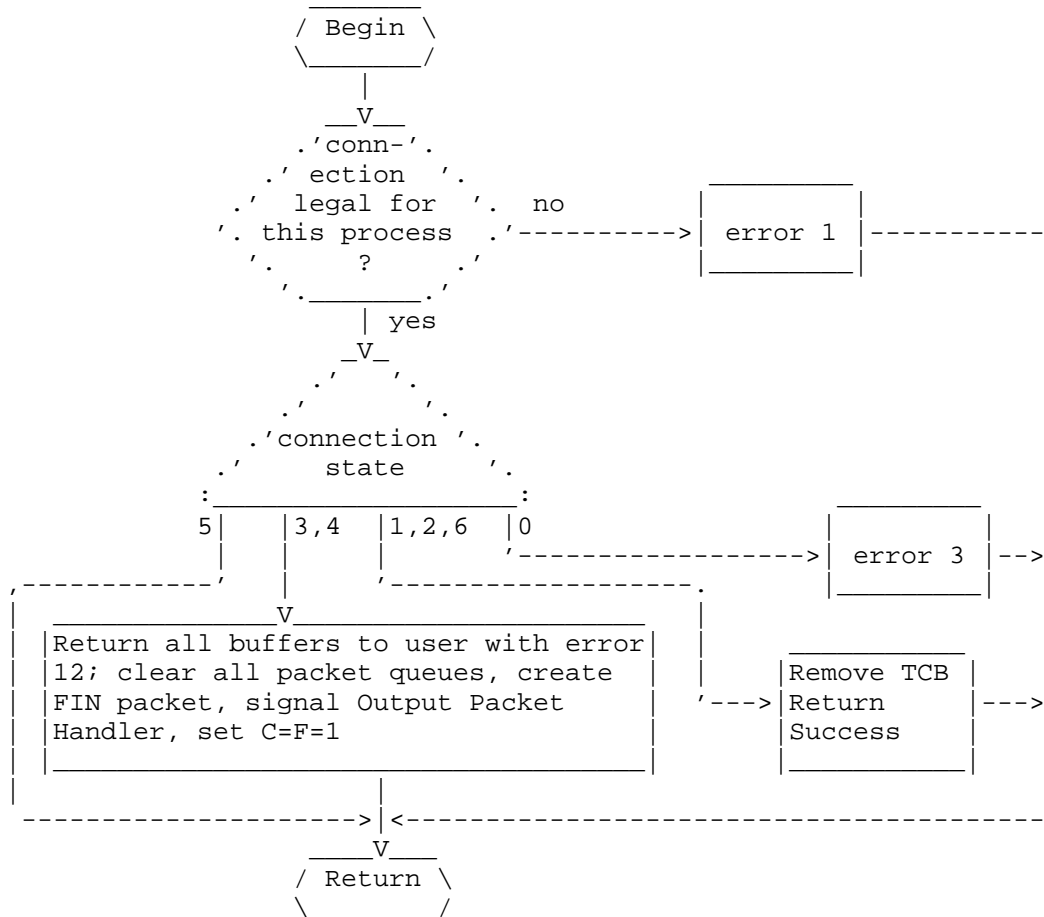 Begin
conn-
ection
legal for no
this process error 1
?
yes
connection
state
5 3,4 1,2,6 0
error 3
Return all buffers to user with error
12; clear all packet queues, create Remove TCB
FIN packet, signal Output Packet Return
Handler, set C=F=1 Success
Return